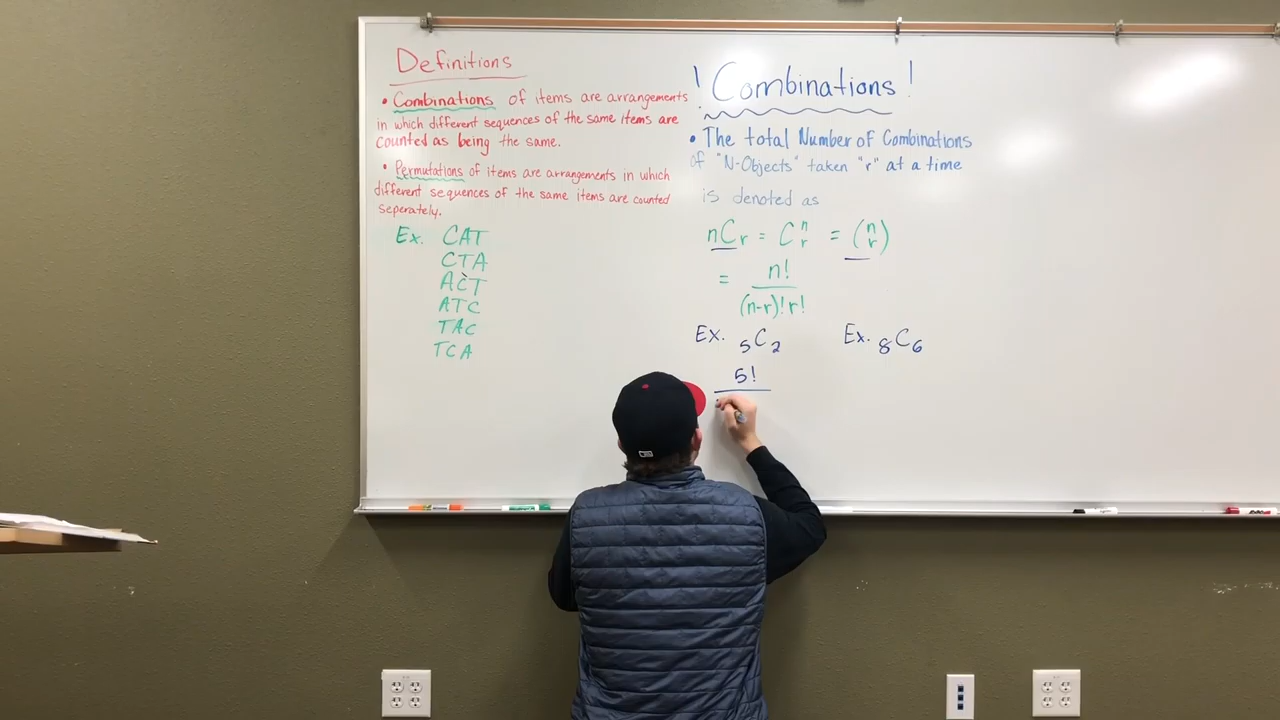 Definitions
• Combinations of items are arrangements
in which different sequences of the same items are
counted as being the same.
• Permutations of items are arrangements in which
different sequences of the same items are counted
seperately.
Ex. CAT
CTA
ACT
ATC
TAC
TCA
! Combinations !
• The total Number of Combinations
of "N-Objects" taken "r" at a time
is denoted as
nCr = C n r = (n r)
= n! / (n-r)! r!
Ex. 5C2
Ex. 8C6
5!